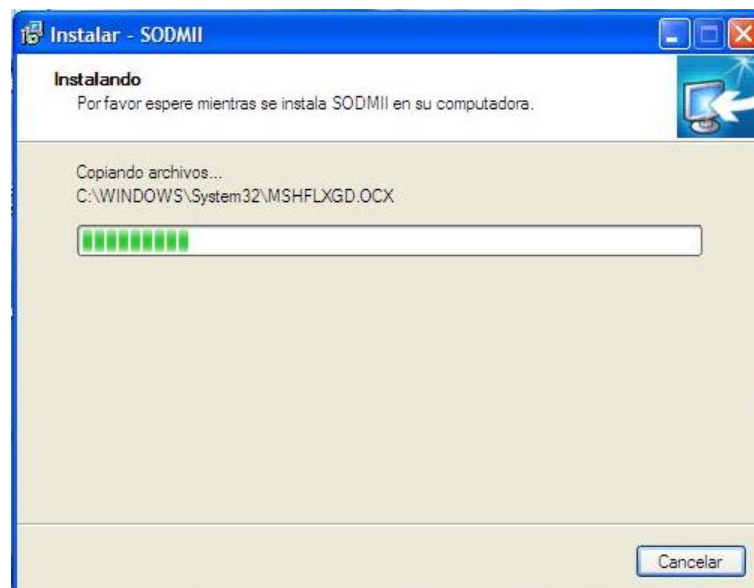 Instalar - SODMII
Instalando
Por favor espere mientras se instala SODMII en su computadora.
Copiando archivos...
C:\WINDOWS\System32\MSHFLXGD.OCX
Cancelar